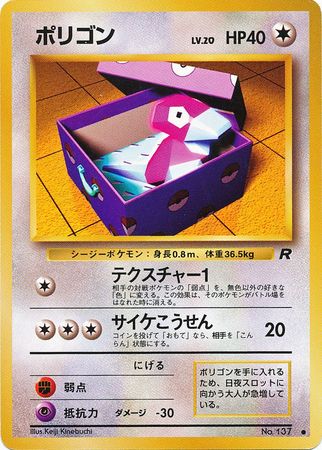 ポリゴン LV.20 HP40
シージーポケモン：身長0.8m、体重36.5kg
R
テクスチャー1
相手の対戦ポケモンの「弱点」を、無色以外の好きな
「色」に変える。この効果は、そのポケモンがバトル場を
はなれた時に消える。
サイケこうせん 20
コインを投げて「おもて」なら、相手を「こん
らん」状態にする。
にげる
弱点
抵抗力 ダメージ -30
ポリゴンを手に入れる
ため、日夜スロットに
向かう大人が急増して
いる。
Illus.Keiji Kinebuchi
No.137